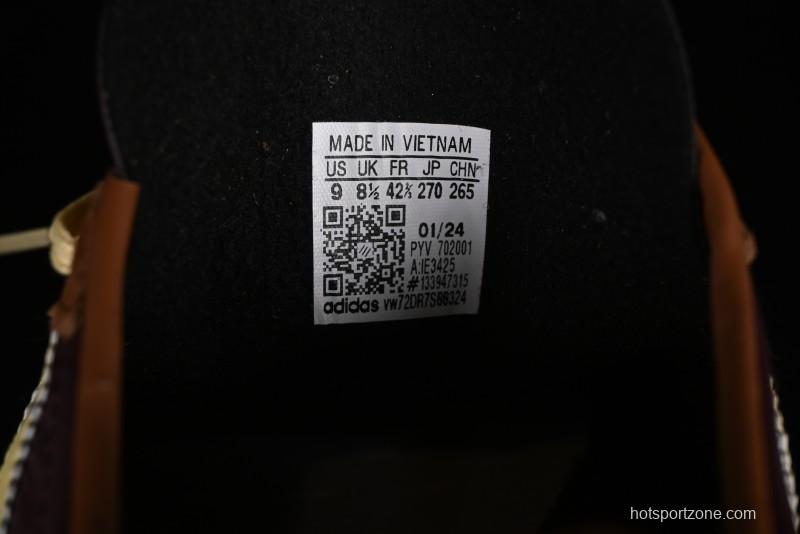 MADE IN VIETNAM
US UK FR JP CHN
9 8½ 42⅔ 270 265
01/24
PYV 702001
A:IE3425
#133947315
adidas VW72DR7S86324
hotsportzone.com